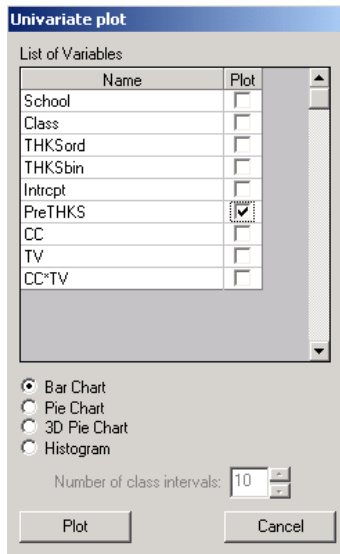 Univariate plot
List of Variables
Name Plot
School
Class
THKSord
THKSbin
Intrcpt
PreTHKS
CC
TV
CC*TV
Bar Chart
Pie Chart
3D Pie Chart
Histogram
Number of class intervals: 10
Plot Cancel